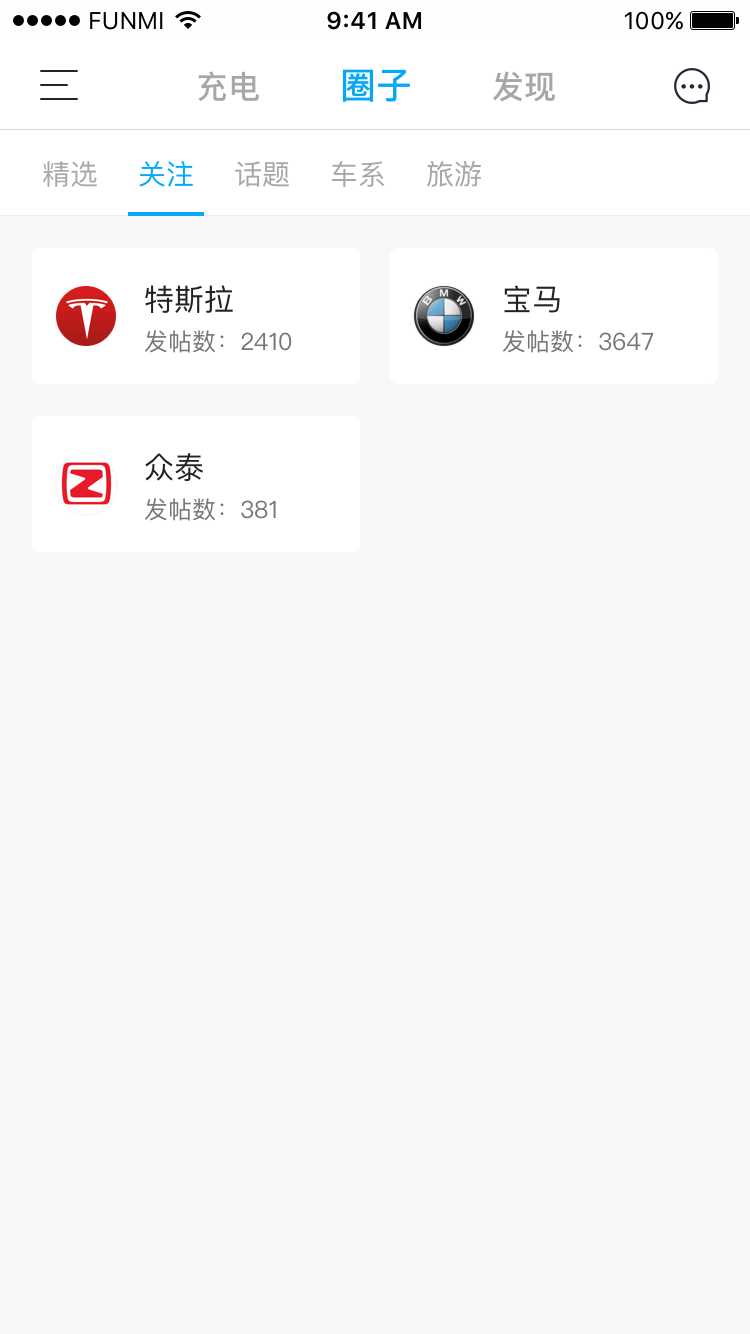 FUNMI 9:41 AM 100%
充电 圈子 发现
精选 关注 话题 车系 旅游
特斯拉
发帖数：2410
BMW
宝马
发帖数：3647
众泰
发帖数：381